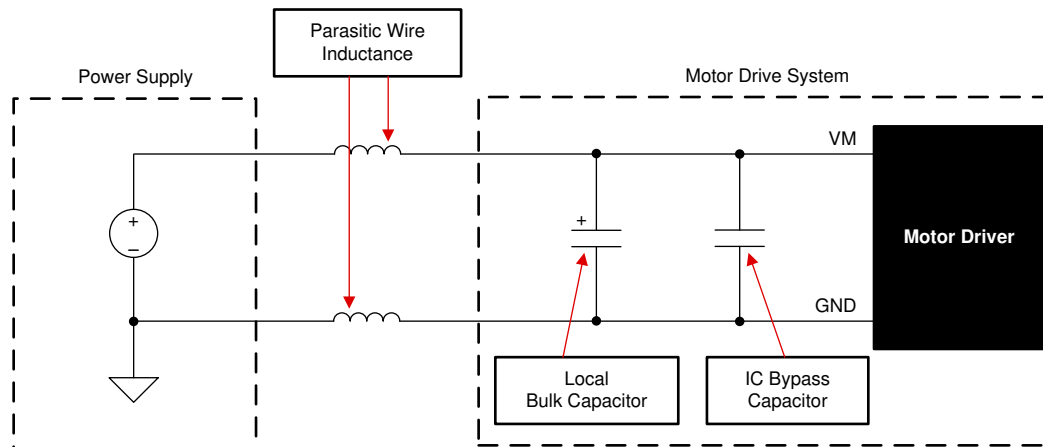 Parasitic Wire
Inductance
Power Supply
Motor Drive System
VM
+
–
+
Motor Driver
GND
Local
Bulk Capacitor
IC Bypass
Capacitor